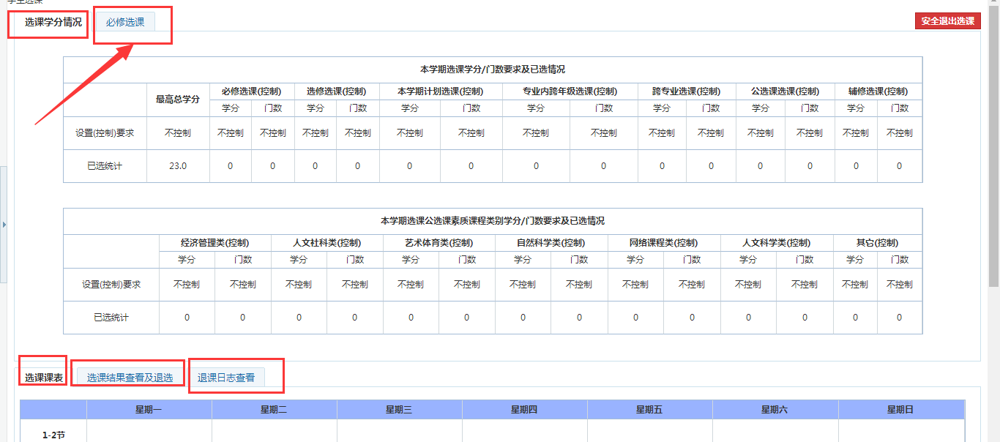 学生选课
选课学分情况 必修选课 安全退出选课
本学期选课学分/门数要求及已选情况
最高总学分 必修选课(控制) 选修选课(控制) 本学期计划选课(控制) 专业内跨年级选课(控制) 跨专业选课(控制) 公选课选课(控制) 辅修选课(控制)
学分 门数 学分 门数 学分 门数 学分 门数 学分 门数 学分 门数 学分 门数
设置(控制)要求 不控制 不控制 不控制 不控制 不控制 不控制 不控制 不控制 不控制 不控制 不控制 不控制 不控制 不控制 不控制
已选统计 23.0 0 0 0 0 0 0 0 0 0 0 0 0 0 0
本学期选课公选课素质课程类别学分/门数要求及已选情况
经济管理类(控制) 人文社科类(控制) 艺术体育类(控制) 自然科学类(控制) 网络课程类(控制) 人文科学类(控制) 其它(控制)
学分 门数 学分 门数 学分 门数 学分 门数 学分 门数 学分 门数 学分 门数
设置(控制)要求 不控制 不控制 不控制 不控制 不控制 不控制 不控制 不控制 不控制 不控制 不控制 不控制 不控制 不控制
已选统计 0 0 0 0 0 0 0 0 0 0 0 0 0 0
选课课表 选课结果查看及退选 退课日志查看
星期一 星期二 星期三 星期四 星期五 星期六 星期日
1-2节